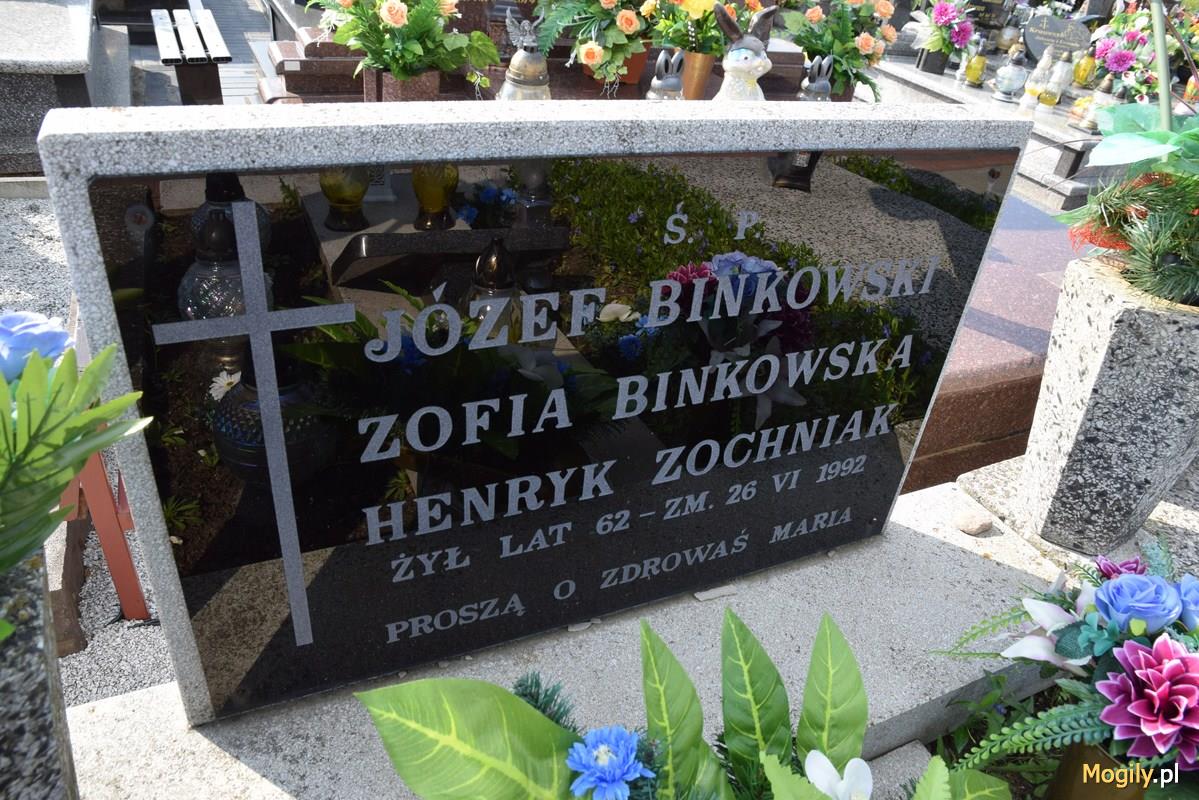 Ś. P.
JÓZEF BINKOWSKI
ZOFIA BINKOWSKA
HENRYK ZOCHNIAK
ŻYŁ LAT 62 – ZM. 26 VI 1992
PROSZĄ O ZDROWAŚ MARIA
Mogily.pl